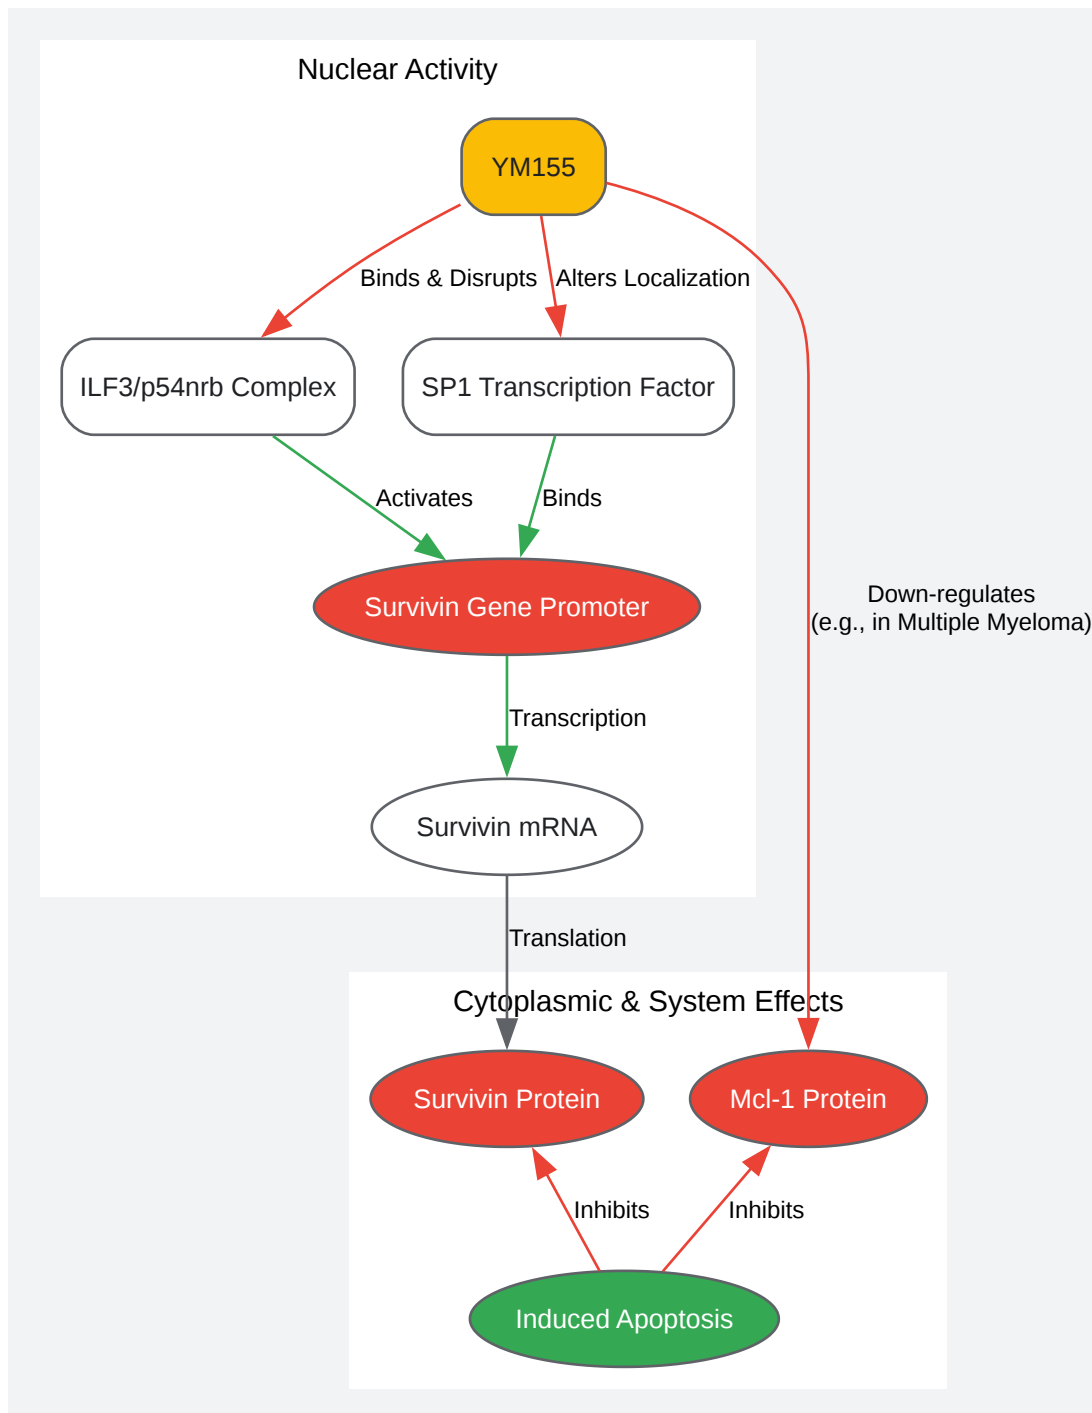 Nuclear Activity
YM155
Binds & Disrupts
Alters Localization
ILF3/p54nrb Complex
SP1 Transcription Factor
Activates
Binds
Down-regulates
(e.g., in Multiple Myeloma)
Survivin Gene Promoter
Transcription
Survivin mRNA
Translation
Cytoplasmic & System Effects
Survivin Protein
Mcl-1 Protein
Inhibits
Inhibits
Induced Apoptosis